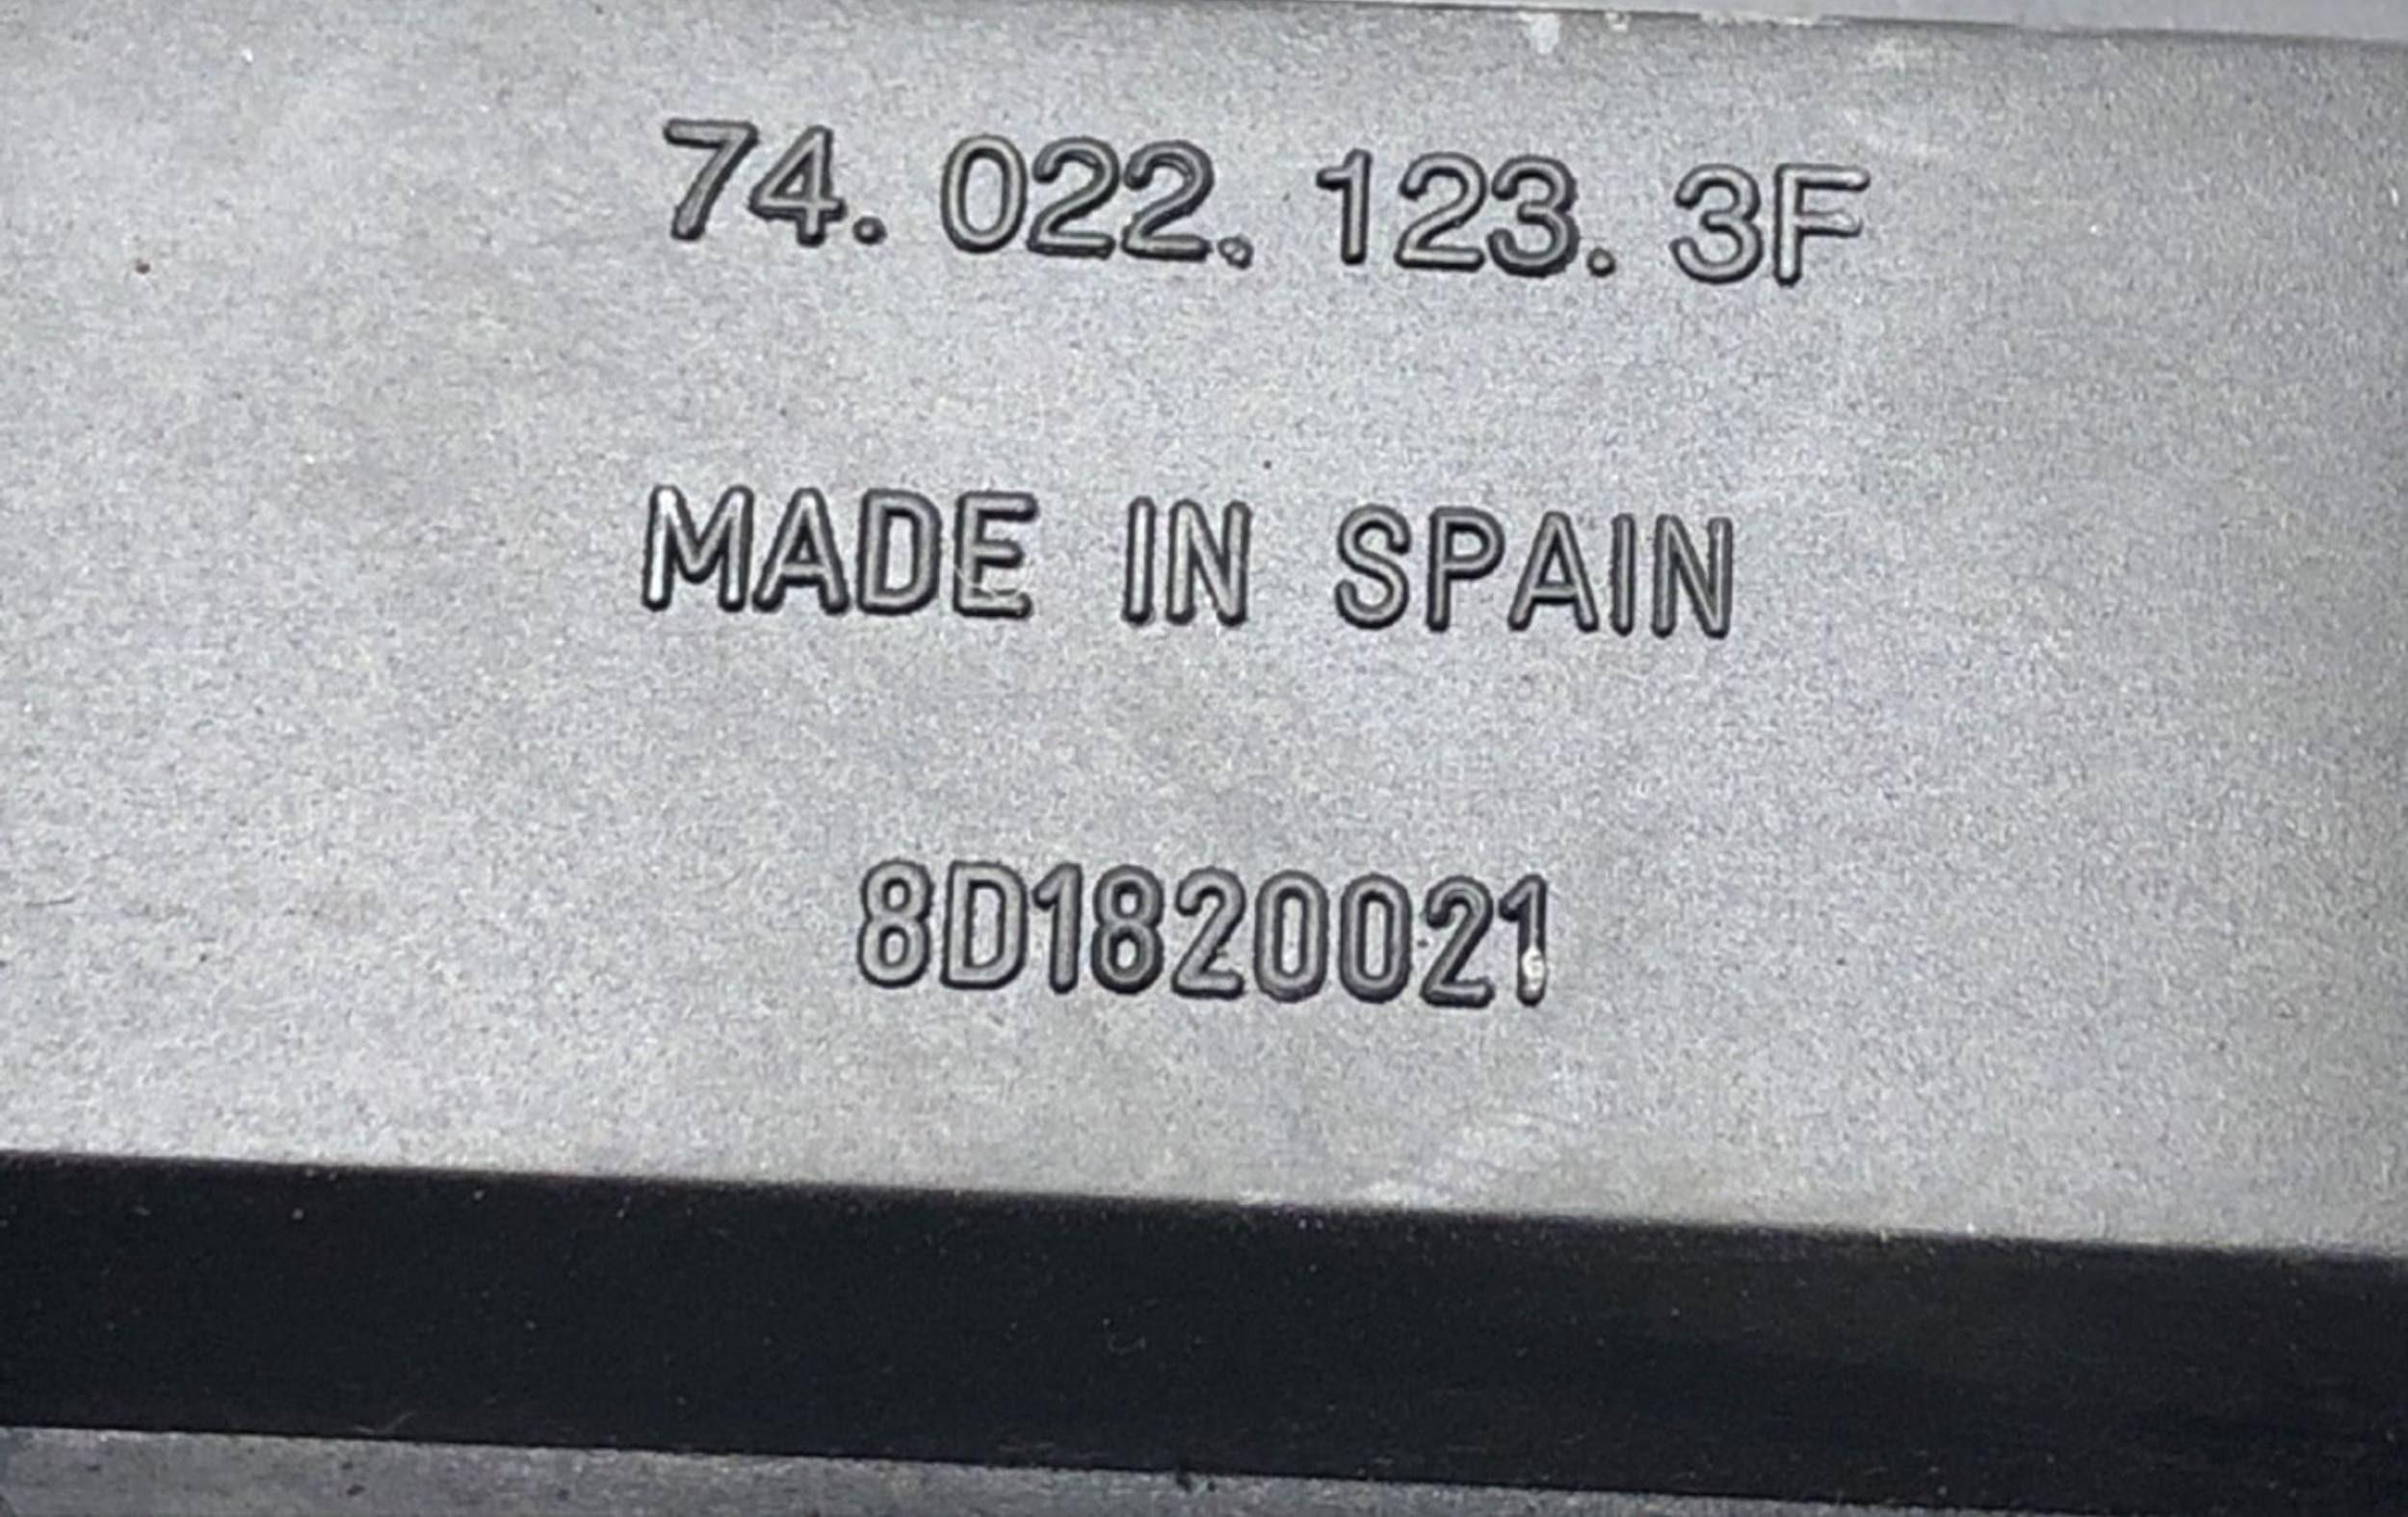 74. 022. 123. 3F
MADE IN SPAIN
8D1820021